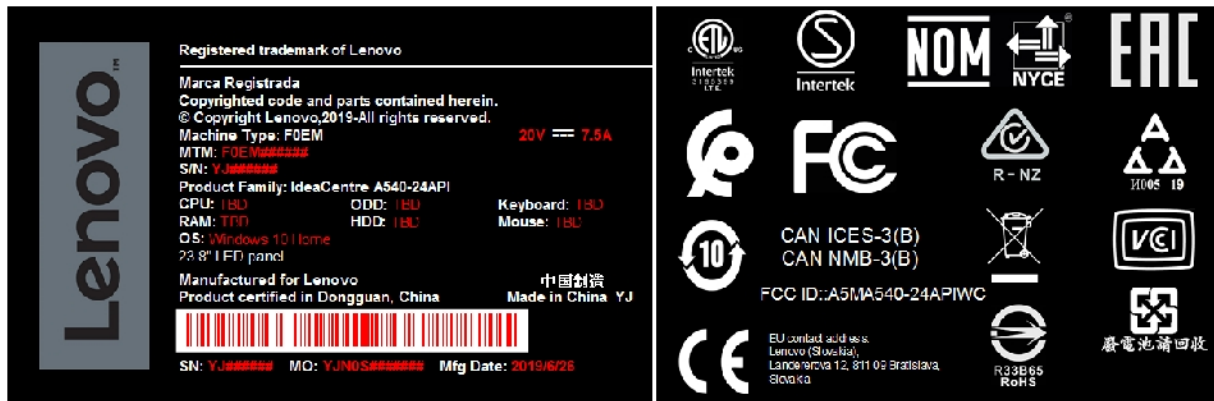 Lenovo™
Registered trademark of Lenovo
Marca Registrada
Copyrighted code and parts contained herein.
© Copyright Lenovo,2019-All rights reserved.
Machine Type: F0EM 20V 7.5A
MTM: F0EM######
S/N: YJ######
Product Family: IdeaCentre A540-24API
CPU: TBD ODD: TBD Keyboard: TBD
RAM: TBD HDD: TBD Mouse: TBD
OS: Windows 10 Home
23.8" LED panel
Manufactured for Lenovo 中国制造
Product certified in Dongguan, China Made in China YJ
SN: YJ###### MO: YJN0S####### Mfg Date: 2019/6/26
C ETL US
Intertek
LTE.
S
Intertek
NOM
NYCE
®
EAC
FC
R-NZ
И005 19
10
CAN ICES-3(B)
CAN NMB-3(B)
VCI
FCC ID::A5MA540-24APIWC
CE
EU contact address:
Lenovo (Slovakia),
Landererova 12, 811 09 Bratislava,
Slovakia
R33B65
RoHS
廢電池請回收